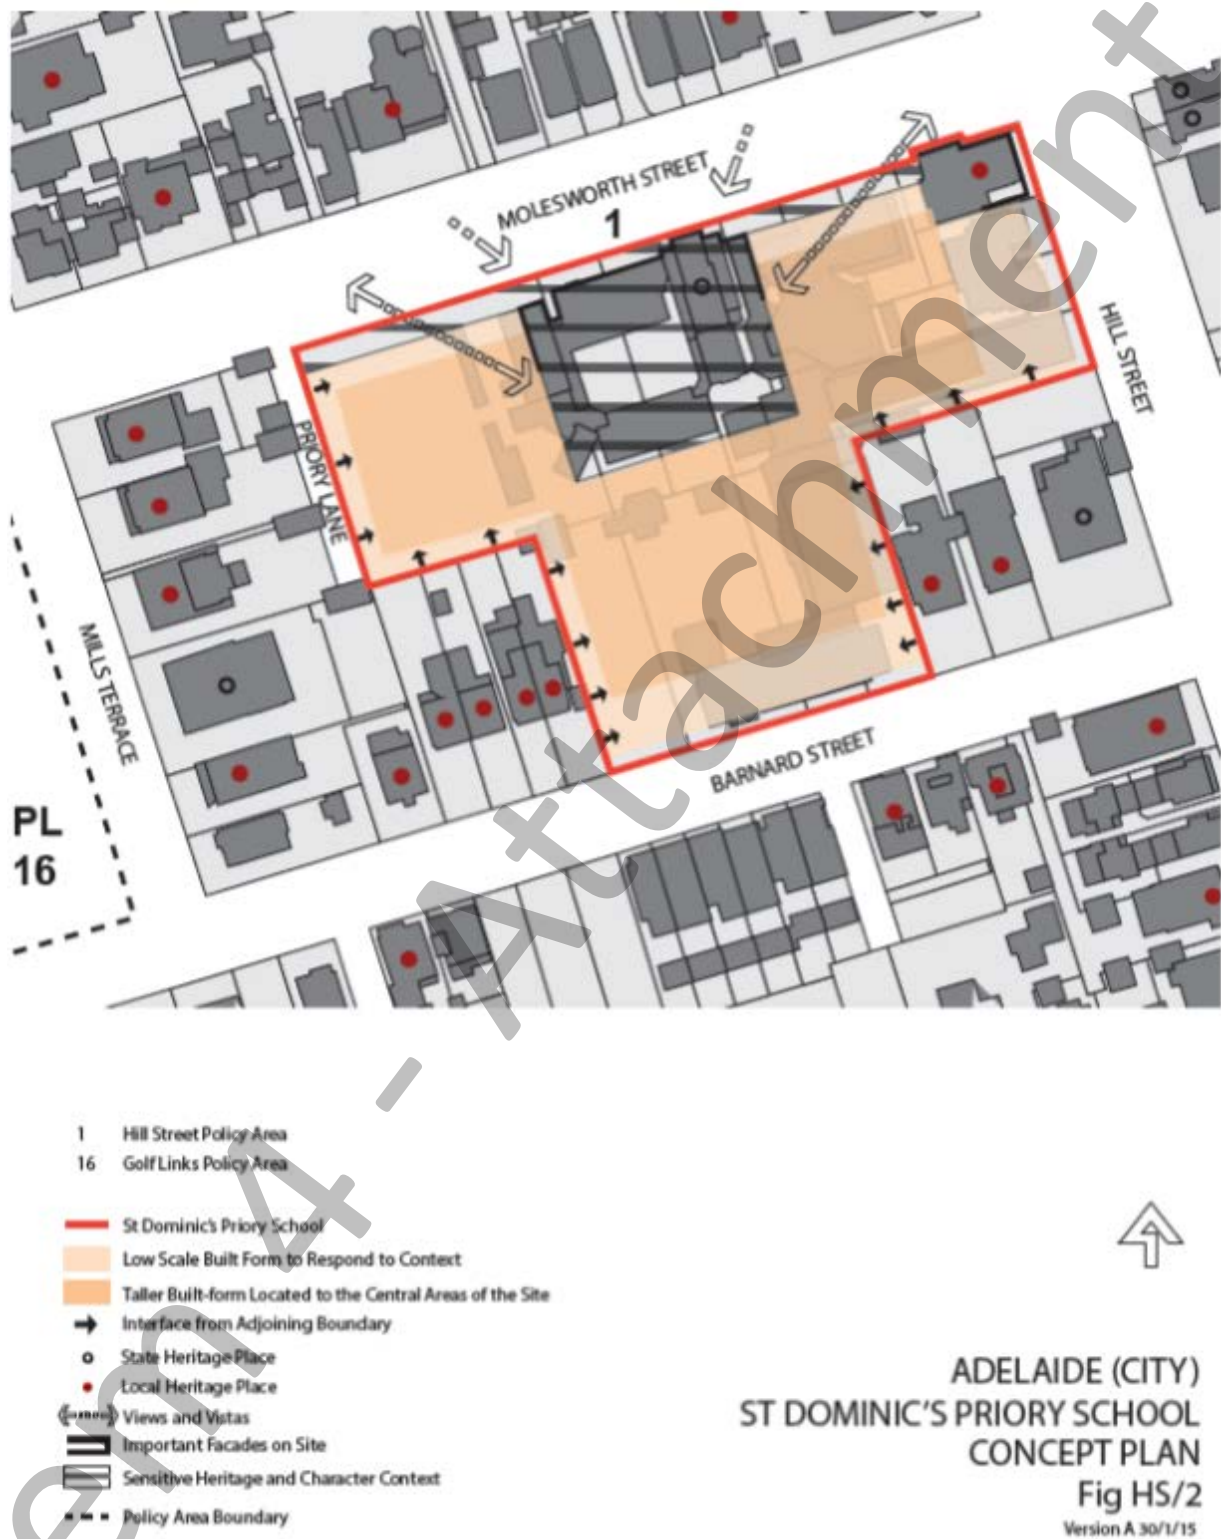 MOLESWORTH STREET
1
HILL STREET
PRIORY LANE
MILLS TERRACE
BARNARD STREET
PL
16
1 Hill Street Policy Area
16 Golf Links Policy Area
St Dominic's Priory School
Low Scale Built Form to Respond to Context
Taller Built-form Located to the Central Areas of the Site
Interface from Adjoining Boundary
State Heritage Place
Local Heritage Place
Views and Vistas
Important Facades on Site
Sensitive Heritage and Character Context
Policy Area Boundary
ADELAIDE (CITY)
ST DOMINIC'S PRIORY SCHOOL
CONCEPT PLAN
Fig HS/2
Version A 30/1/15
em 4 - Attachment